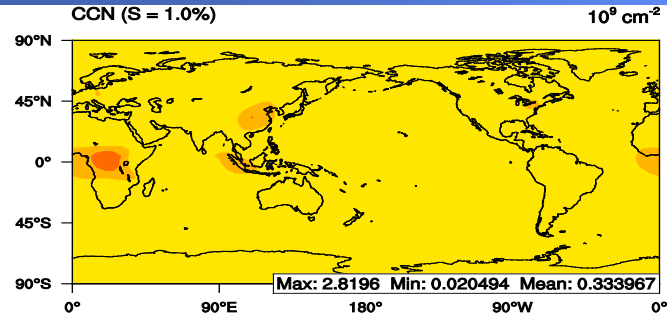 CCN (S = 1.0%) 10⁹ cm⁻²
90°N
45°N
0°
45°S
90°S
Max: 2.8196 Min: 0.020494 Mean: 0.333967
0° 90°E 180° 90°W 0°